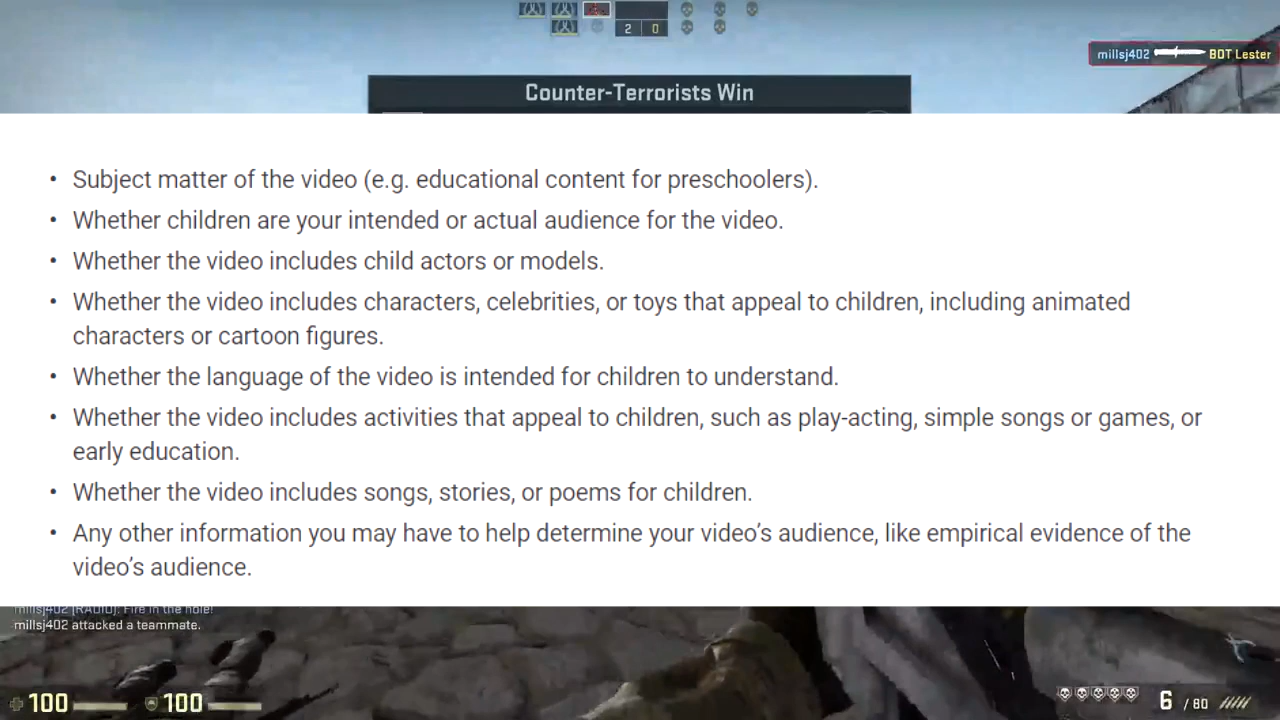 2 0
millsj402 BOT Lester
Counter-Terrorists Win
• Subject matter of the video (e.g. educational content for preschoolers).
• Whether children are your intended or actual audience for the video.
• Whether the video includes child actors or models.
• Whether the video includes characters, celebrities, or toys that appeal to children, including animated
characters or cartoon figures.
• Whether the language of the video is intended for children to understand.
• Whether the video includes activities that appeal to children, such as play-acting, simple songs or games, or
early education.
• Whether the video includes songs, stories, or poems for children.
• Any other information you may have to help determine your video’s audience, like empirical evidence of the
video’s audience.
millsj402 [RADIO]: Fire in the hole!
millsj402 attacked a teammate.
100 100 6 / 80